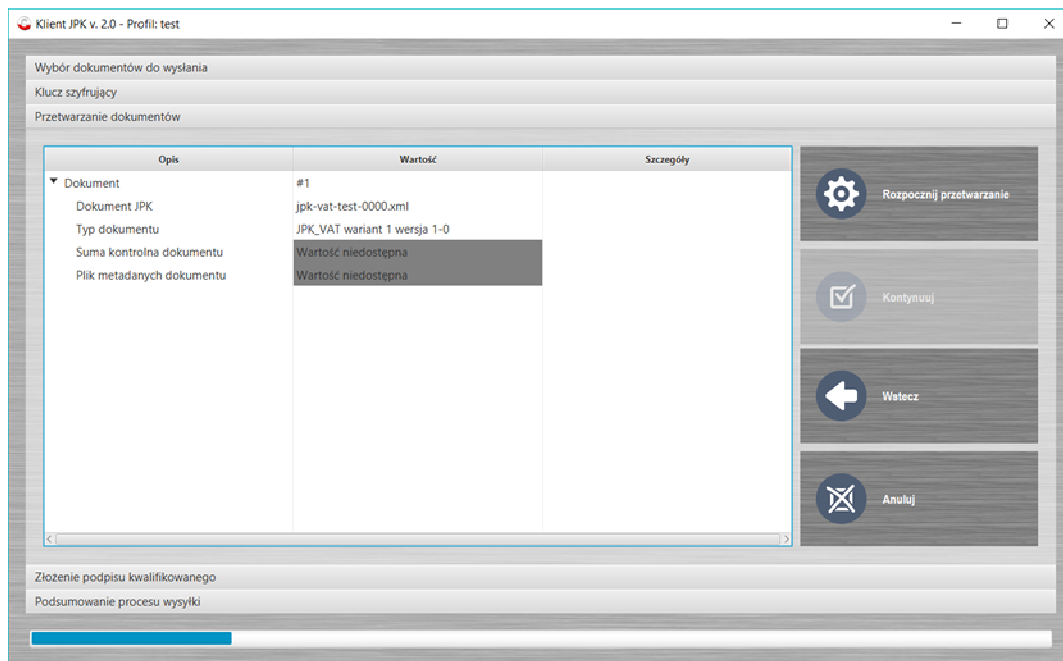 Klient JPK v. 2.0 - Profil: test
Wybór dokumentów do wysłania
Klucz szyfrujący
Przetwarzanie dokumentów
Opis Wartość Szczegóły
Dokument #1
Dokument JPK jpk-vat-test-0000.xml
Typ dokumentu JPK_VAT wariant 1 wersja 1-0
Suma kontrolna dokumentu Wartość niedostępna
Plik metadanych dokumentu Wartość niedostępna
Rozpocznij przetwarzanie
Kontynuuj
Wstecz
Anuluj
Złożenie podpisu kwalifikowanego
Podsumowanie procesu wysyłki